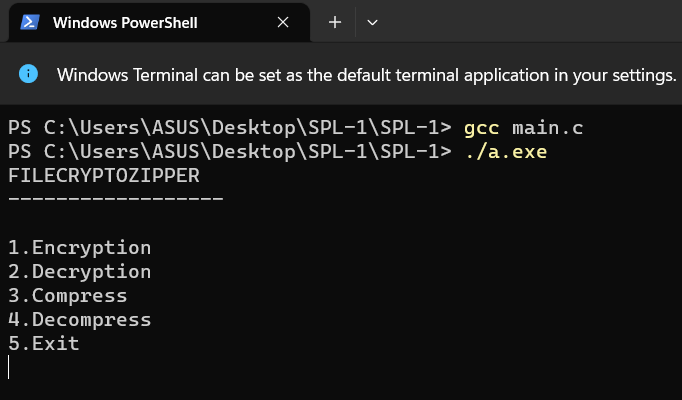 Windows PowerShell
Windows Terminal can be set as the default terminal application in your settings.
PS C:\Users\ASUS\Desktop\SPL-1\SPL-1> gcc main.c
PS C:\Users\ASUS\Desktop\SPL-1\SPL-1> ./a.exe
FILECRYPTOZIPPER
------------------
1.Encryption
2.Decryption
3.Compress
4.Decompress
5.Exit